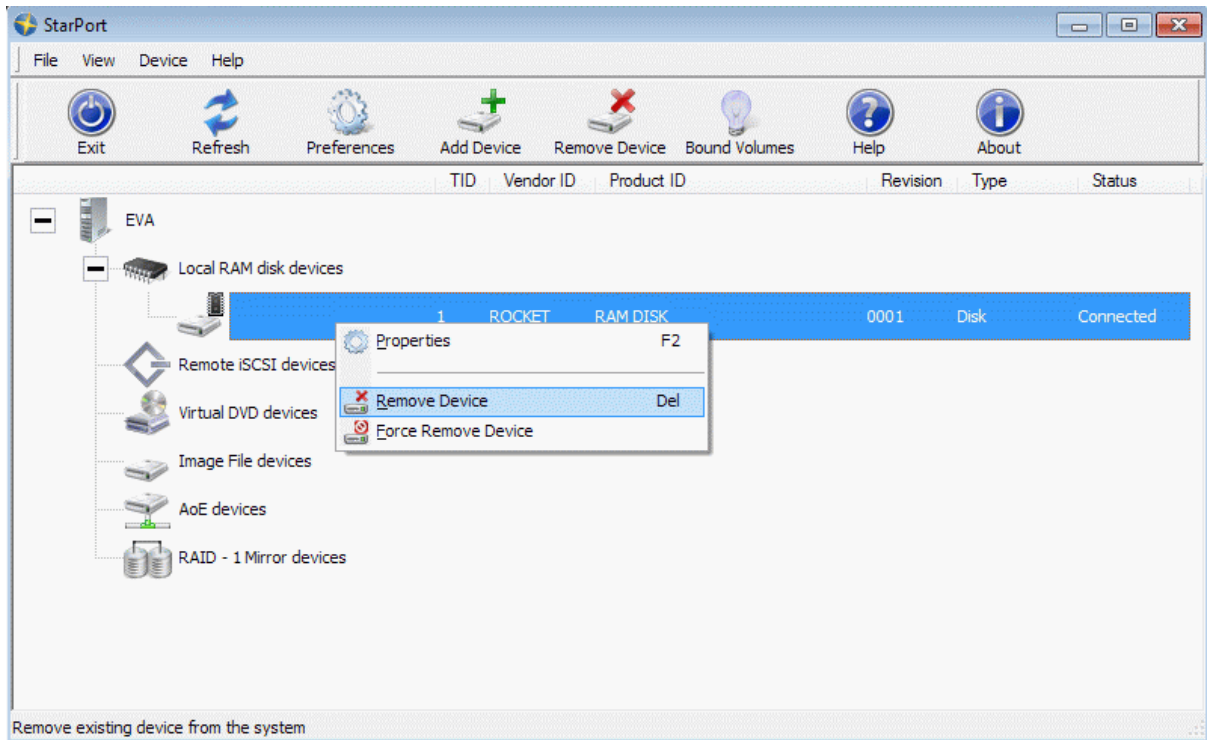 StarPort
File View Device Help
Exit Refresh Preferences Add Device Remove Device Bound Volumes Help About
TID Vendor ID Product ID Revision Type Status
EVA
Local RAM disk devices
1 ROCKET RAM DISK 0001 Disk Connected
Properties F2
Remote iSCSI devices
Remove Device Del
Virtual DVD devices
Force Remove Device
Image File devices
AoE devices
RAID - 1 Mirror devices
Remove existing device from the system